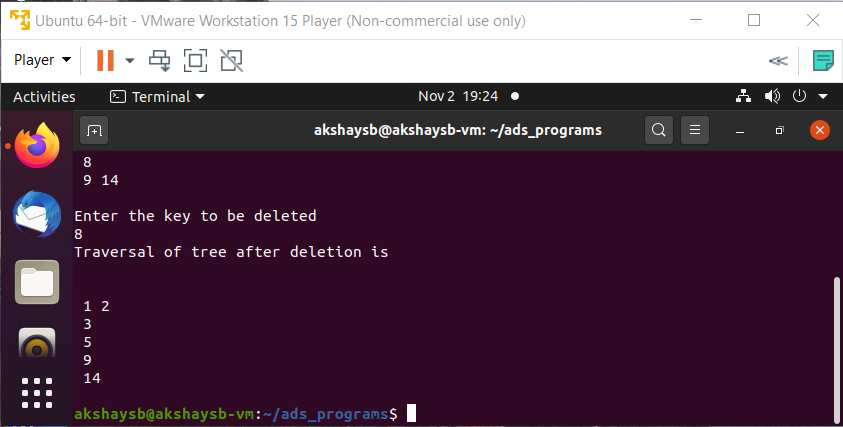 Ubuntu 64-bit - VMware Workstation 15 Player (Non-commercial use only)
Player
Activities
Terminal
Nov 2 19:24
akshaysb@akshaysb-vm: ~/ads_programs
8
9 14
Enter the key to be deleted
8
Traversal of tree after deletion is
1 2
3
5
9
14
akshaysb@akshaysb-vm:~/ads_programs$